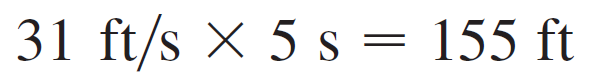 31 ft/s × 5 s = 155 ft